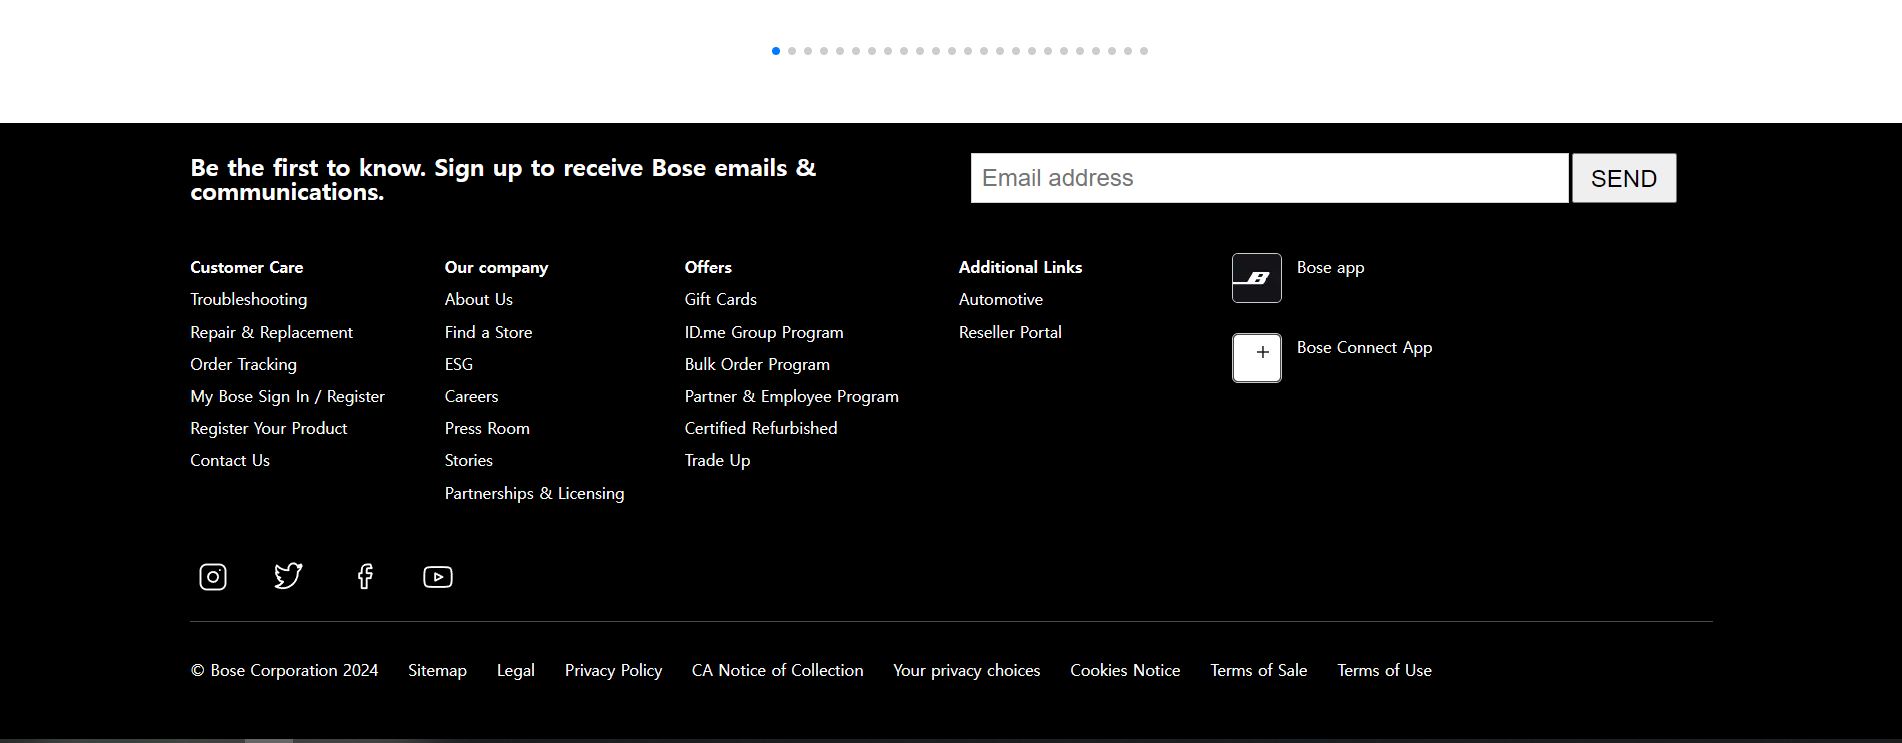 Be the first to know. Sign up to receive Bose emails &
communications.
Email address
SEND
Customer Care
Troubleshooting
Repair & Replacement
Order Tracking
My Bose Sign In / Register
Register Your Product
Contact Us
Our company
About Us
Find a Store
ESG
Careers
Press Room
Stories
Partnerships & Licensing
Offers
Gift Cards
ID.me Group Program
Bulk Order Program
Partner & Employee Program
Certified Refurbished
Trade Up
Additional Links
Automotive
Reseller Portal
Bose app
Bose Connect App
© Bose Corporation 2024 Sitemap Legal Privacy Policy CA Notice of Collection Your privacy choices Cookies Notice Terms of Sale Terms of Use